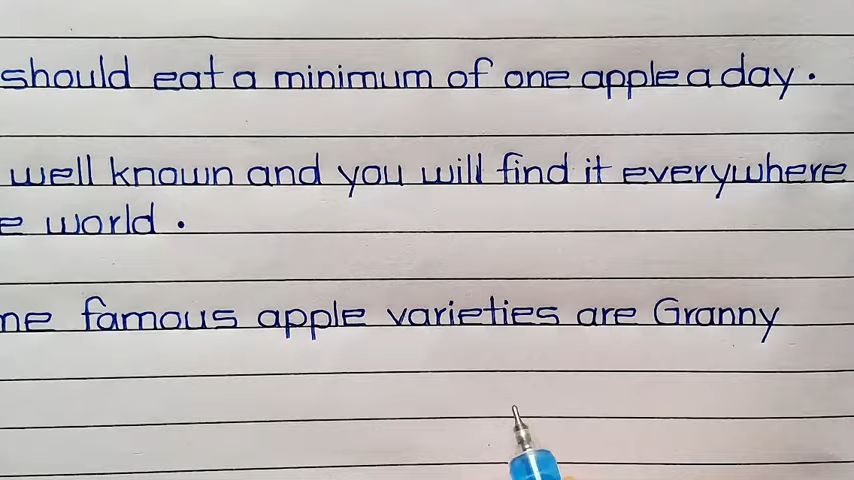 should eat a minimum of one apple a day.
well known and you will find it everywhere
e world.
me famous apple varieties are Granny